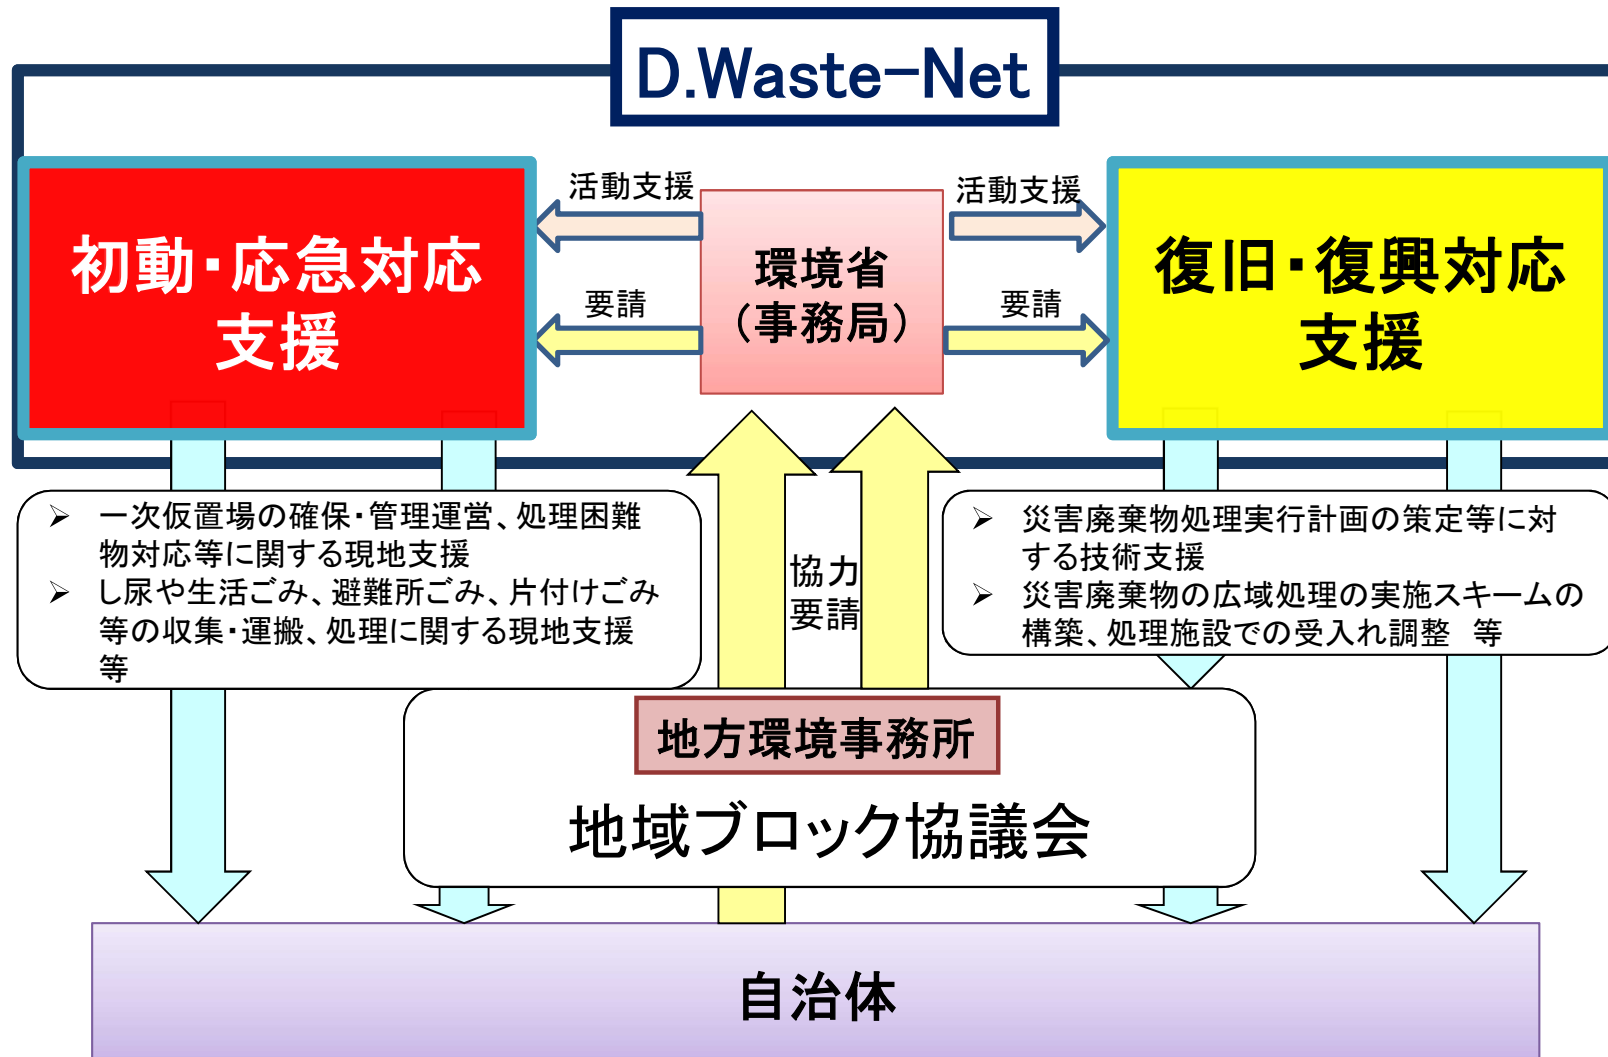 D.Waste-Net
活動支援
活動支援
初動・応急対応
支援
環境省
（事務局）
復旧・復興対応
支援
要請
要請
➢ 一次仮置場の確保・管理運営、処理困難
物対応等に関する現地支援
➢ し尿や生活ごみ、避難所ごみ、片付けごみ
等の収集・運搬、処理に関する現地支援
等
協力
要請
➢ 災害廃棄物処理実行計画の策定等に対
する技術支援
➢ 災害廃棄物の広域処理の実施スキームの
構築、処理施設での受入れ調整　等
地方環境事務所
地域ブロック協議会
自治体